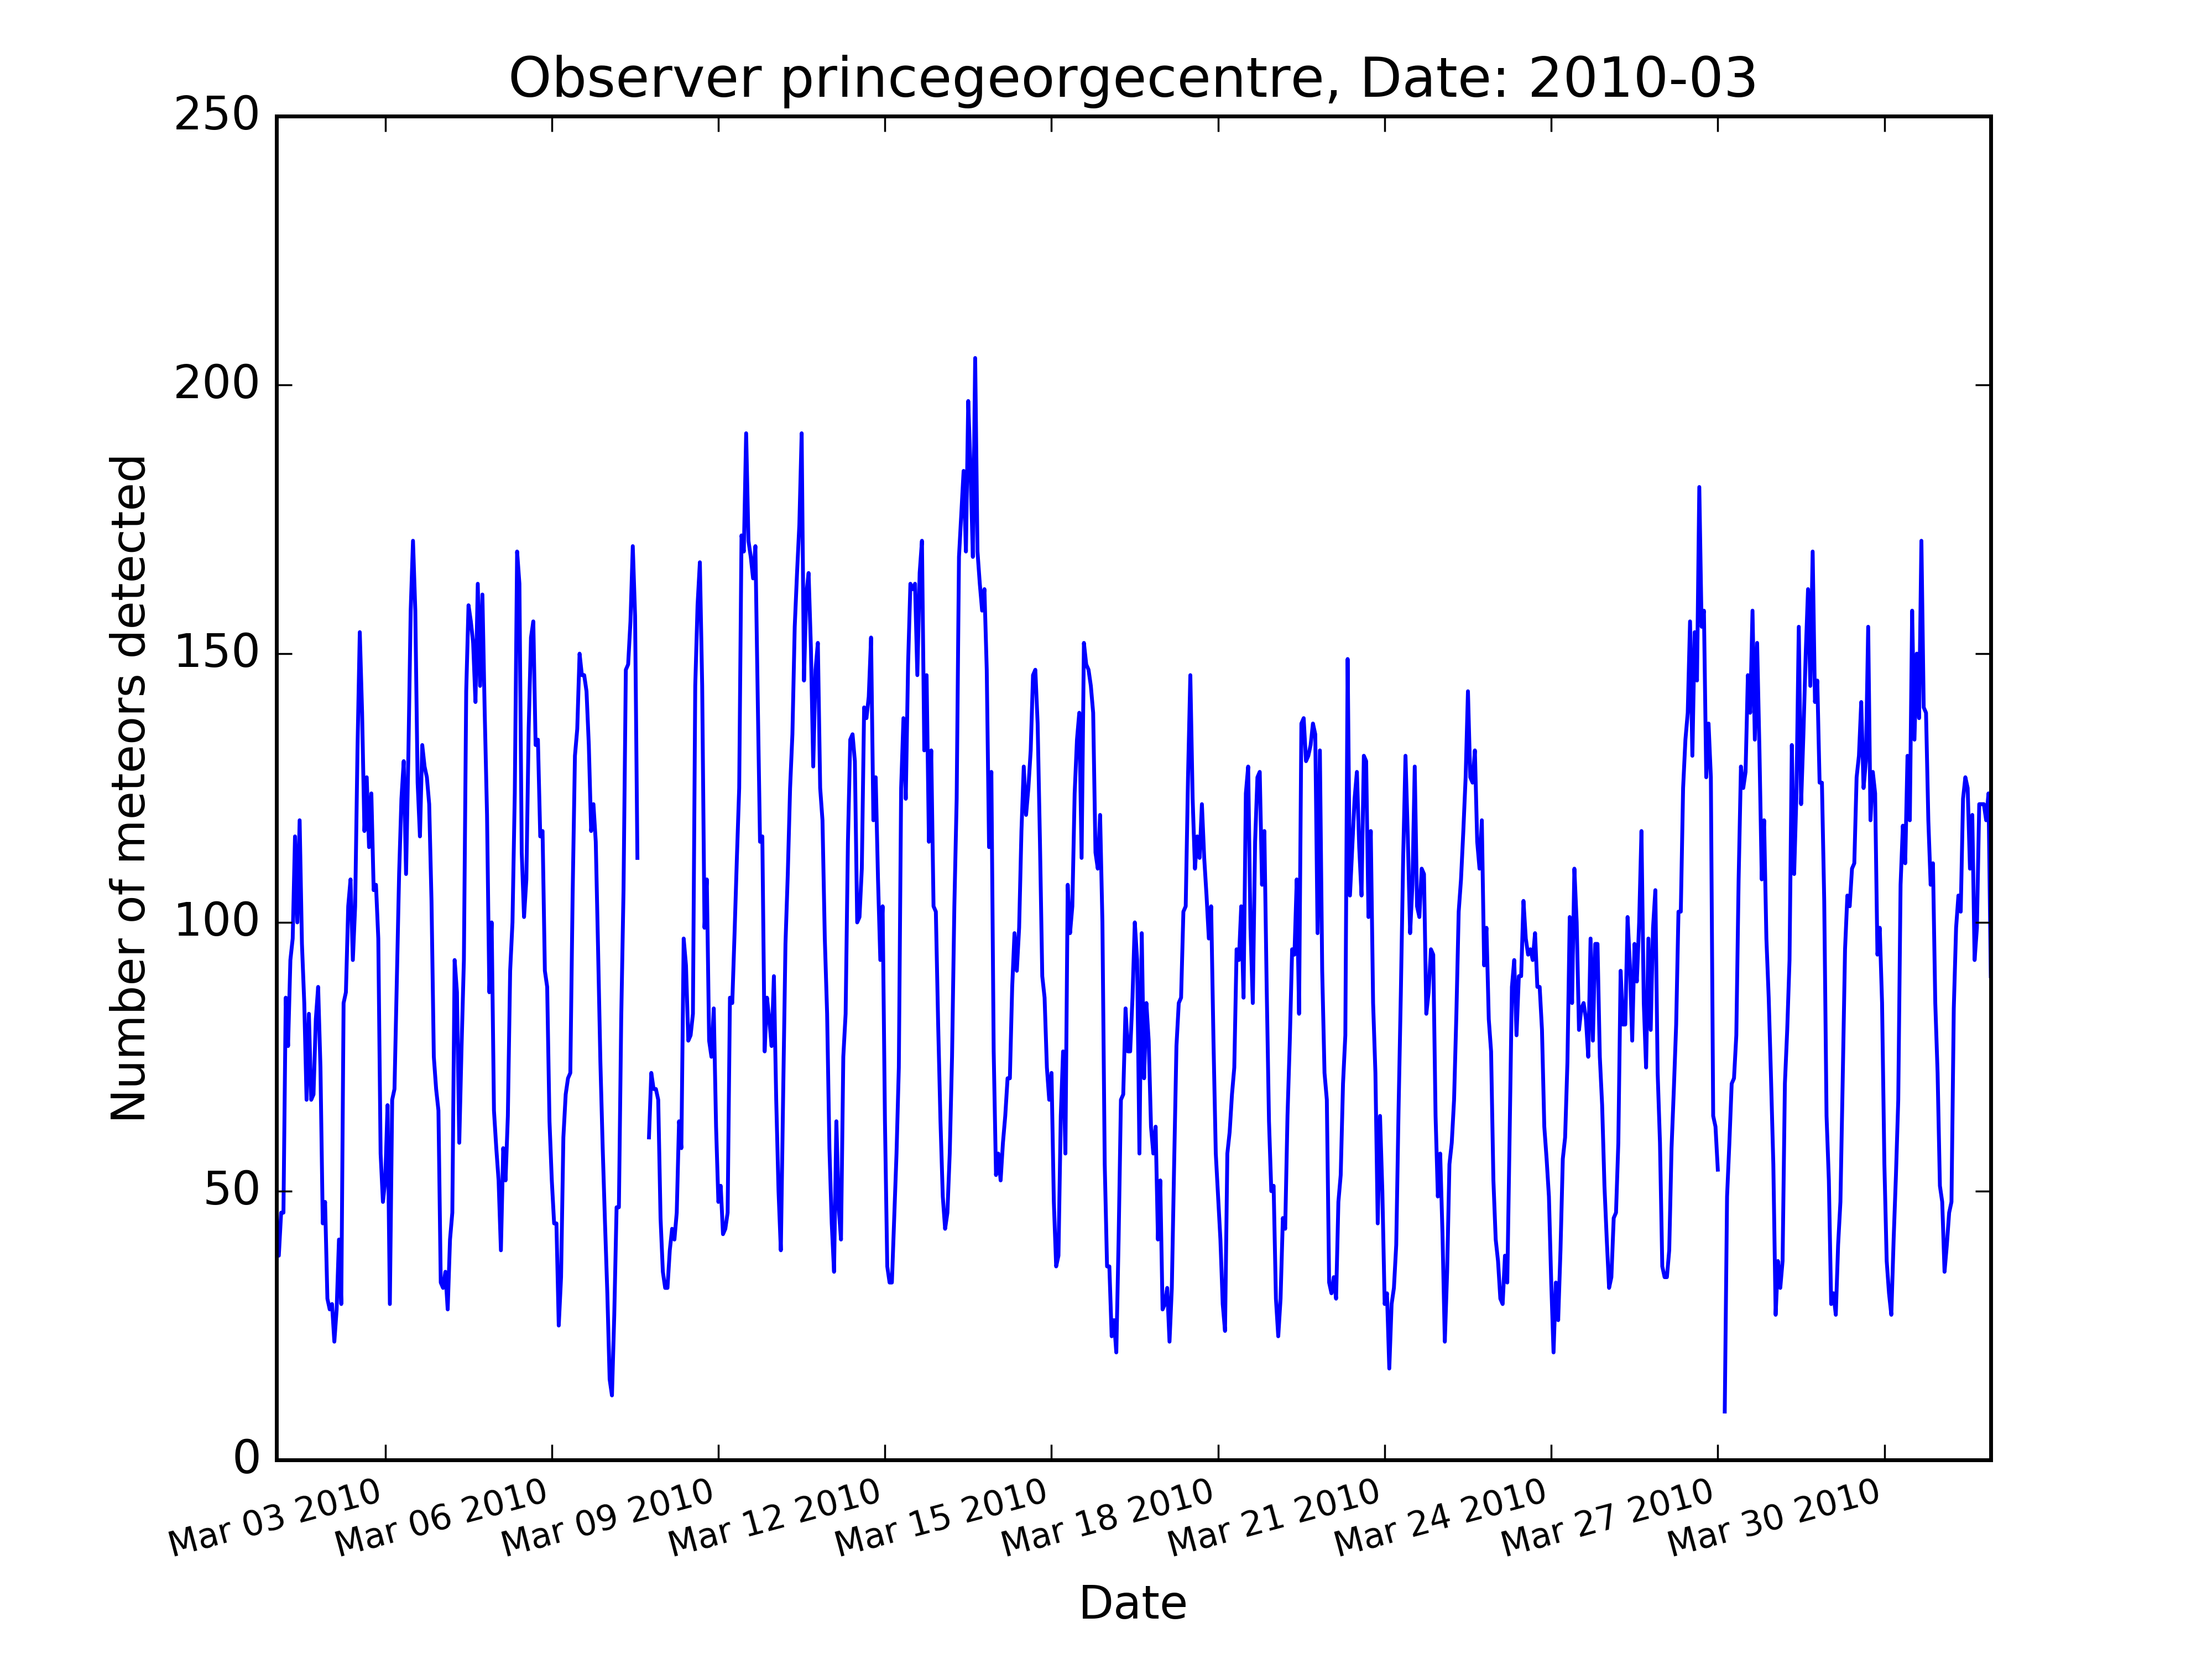 Observer princegeorgecentre, Date: 2010-03
Number of meteors detected
250
200
150
100
50
0
Mar 03 2010
Mar 06 2010
Mar 09 2010
Mar 12 2010
Mar 15 2010
Mar 18 2010
Mar 21 2010
Mar 24 2010
Mar 27 2010
Mar 30 2010
Date